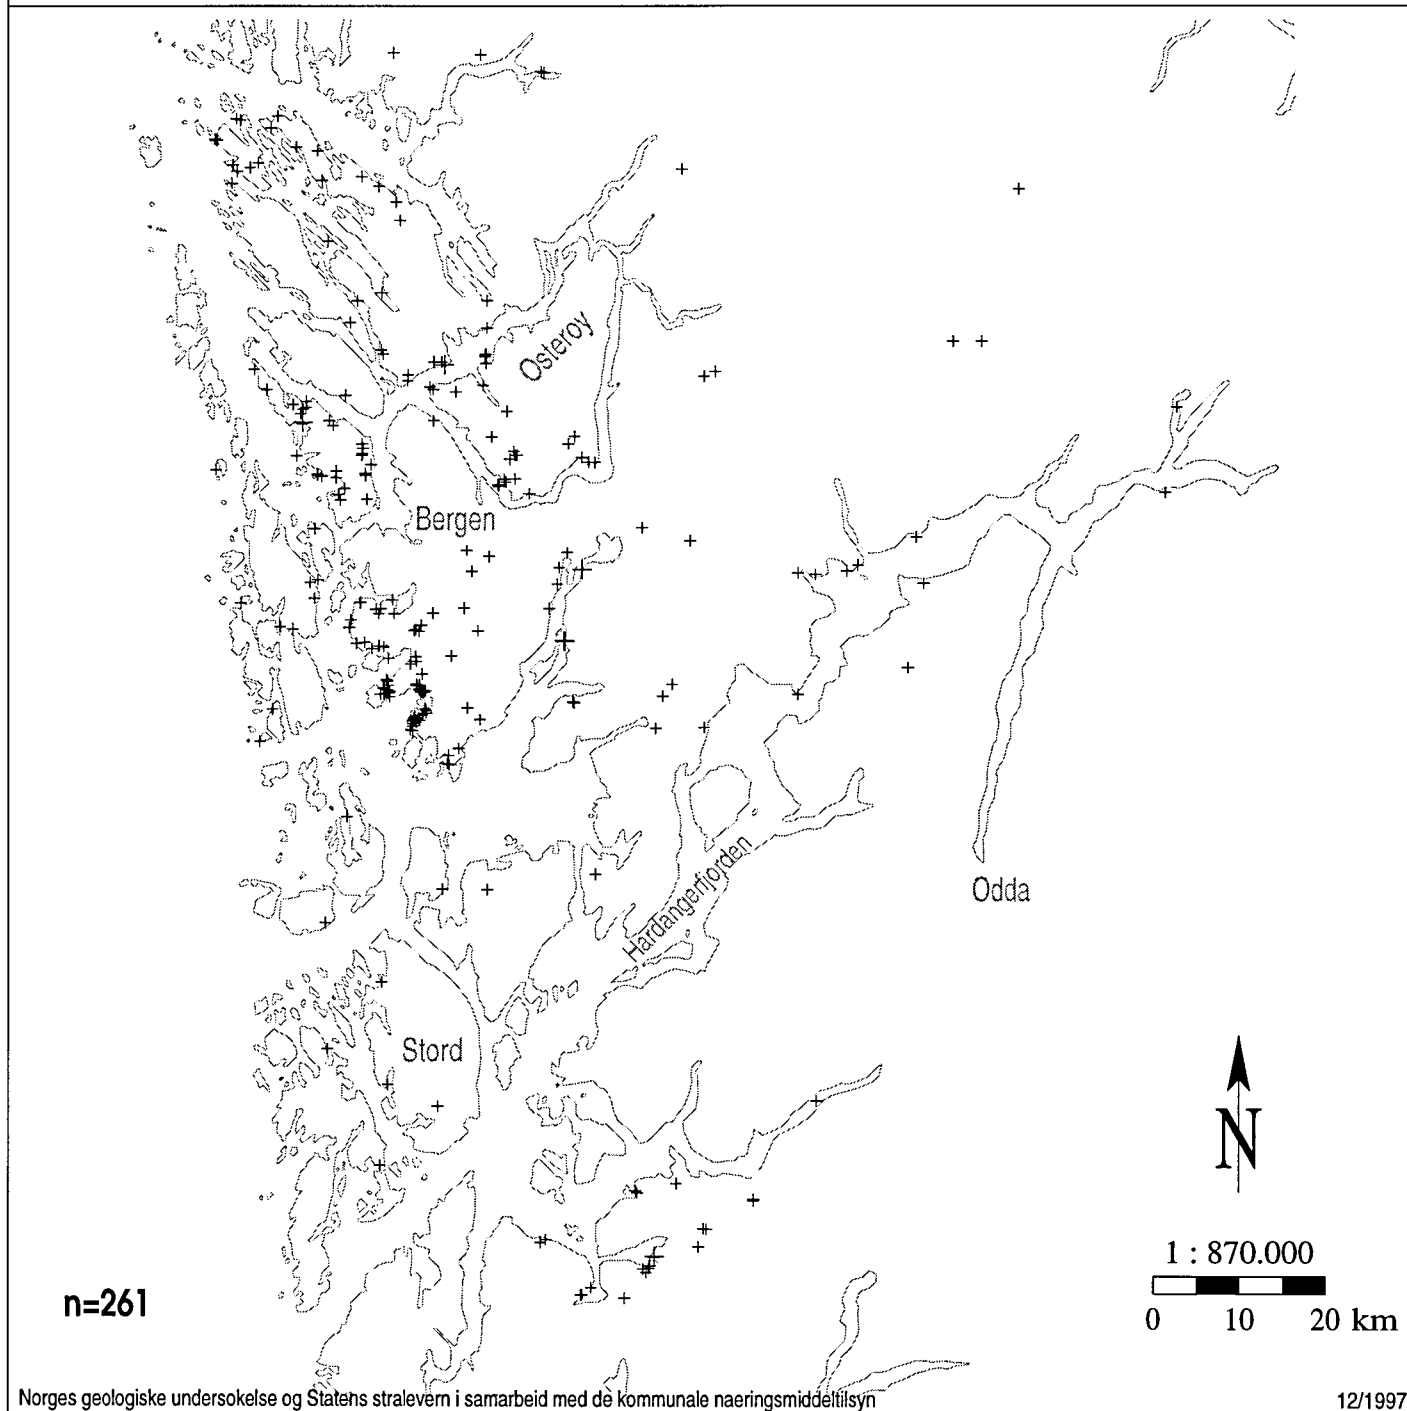 Osteroy
Bergen
Hardangerfjorden
Odda
Stord
N
1 : 870.000
0 10 20 km
n=261
Norges geologiske undersokelse og Statens stralevern i samarbeid med de kommunale naeringsmiddeltilsyn
12/1997